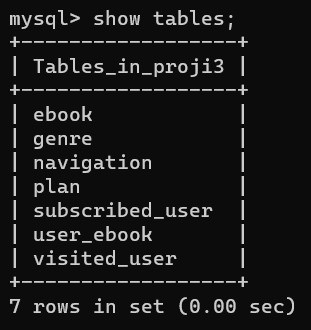 mysql> show tables;
+------------------+
| Tables_in_proji3 |
+------------------+
| ebook            |
| genre            |
| navigation       |
| plan             |
| subscribed_user  |
| user_ebook       |
| visited_user     |
+------------------+
7 rows in set (0.00 sec)